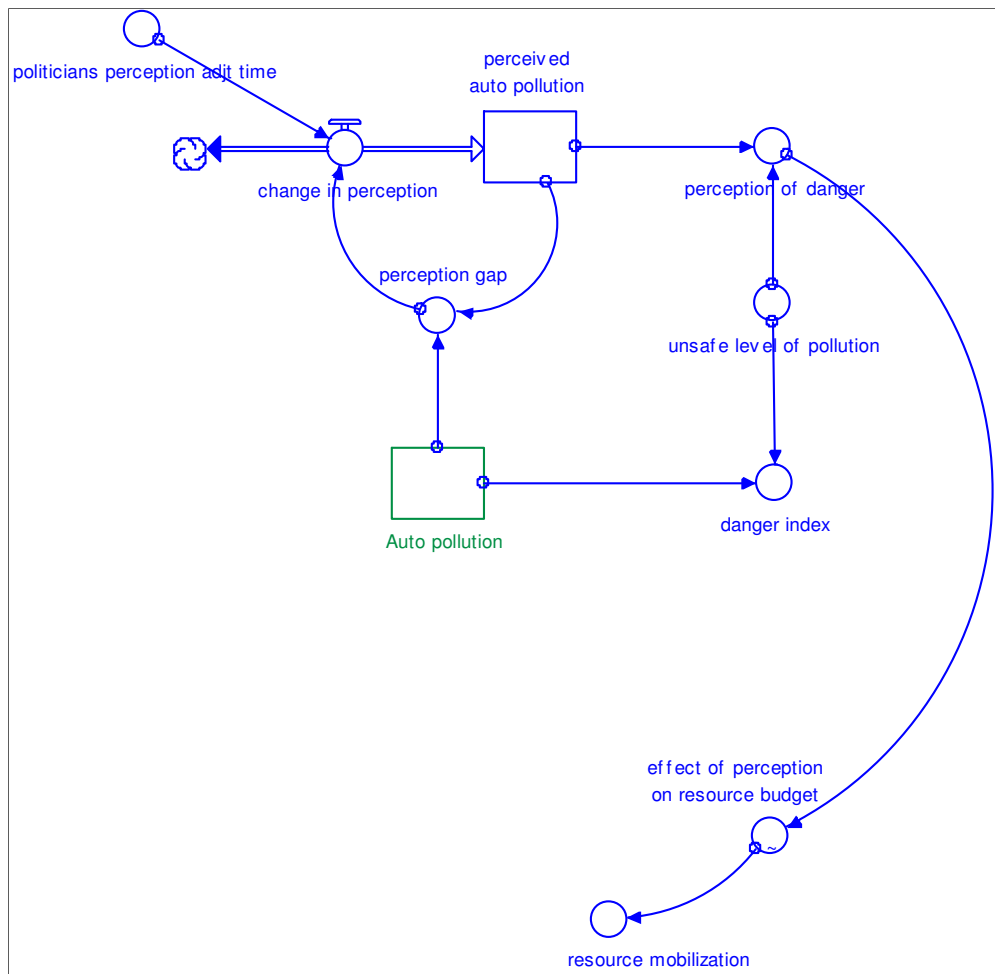 politicians perception adjt time
perceived
auto pollution
change in perception
perception of danger
perception gap
unsafe level of pollution
Auto pollution
danger index
effect of perception
on resource budget
~
resource mobilization